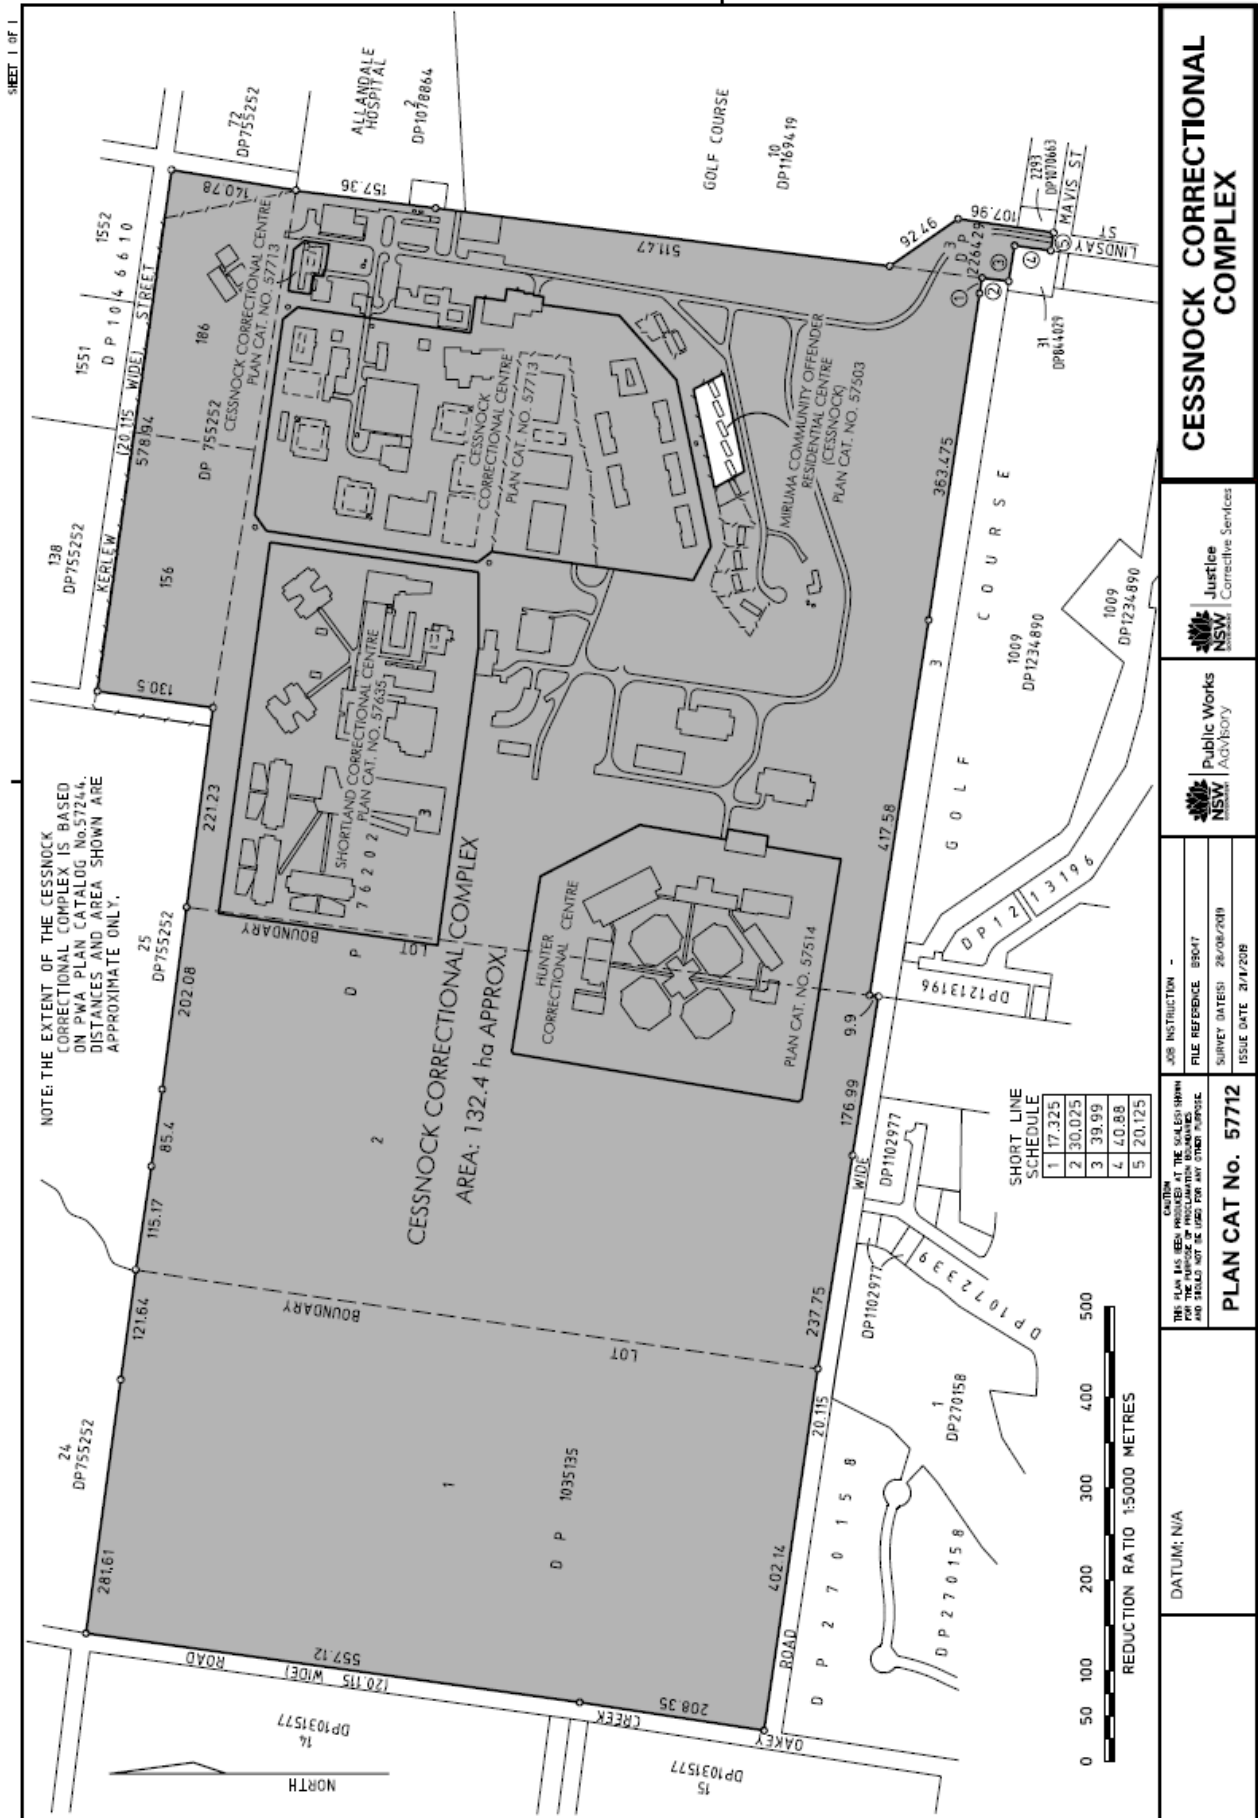 SHEET 1 OF 1
NOTE: THE EXTENT OF THE CESSNOCK
CORRECTIONAL COMPLEX IS BASED
ON PWA PLAN CATALOG No.57244.
DISTANCES AND AREA SHOWN ARE
APPROXIMATE ONLY.
24
DP755252
25
DP755252
138
DP755252
1551
1552
DP1046610
72
DP755252
ALLANDALE
HOSPITAL
2
DP1078864
KERLEW (20.115 WIDE) STREET
578.94
140.78
157.36
130.5
221.23
202.08
85.4
115.17
121.64
281.61
156
186
DP 755252
CESSNOCK CORRECTIONAL CENTRE
PLAN CAT. NO. 57713
CESSNOCK
CORRECTIONAL CENTRE
PLAN CAT. NO. 57713
SHORTLAND CORRECTIONAL CENTRE
PLAN CAT. NO. 57635
3
DP 76202
2
LOT BOUNDARY
CESSNOCK CORRECTIONAL COMPLEX
AREA: 132.4 ha APPROX.
HUNTER
CORRECTIONAL CENTRE
PLAN CAT. NO. 57514
MIRUMA COMMUNITY OFFENDER
RESIDENTIAL CENTRE
(CESSNOCK)
PLAN CAT. NO. 57503
LOT BOUNDARY
1
DP 1035135
511.47
GOLF COURSE
10
DP1169419
92.46
107.96
3
DP
226429
1
2
3
4
5
2293
DP1070663
MAVIS ST
LINDSAY ST
31
DP844029
363.475
417.58
9.9
176.99
237.75
402.14
208.35
557.12
3
GOLF COURSE
1009
DP1234890
1009
DP1234890
DP1213196
DP1213196
OAKEY CREEK ROAD
(20.115 WIDE)
ROAD 20.115 WIDE
14
DP1031577
15
DP1031577
NORTH
DP270158
DP270158
1
DP270158
DP1102977
DP1102977
DP1072339
SHORT LINE
SCHEDULE
1 17.325
2 30.025
3 39.99
4 40.88
5 20.125
0 50 100 200 300 400 500
REDUCTION RATIO 1:5000 METRES
DATUM: N/A
CAUTION
THIS PLAN HAS BEEN PRODUCED AT THE SCALE(S) SHOWN
FOR THE PURPOSE OF PROCLAMATION BOUNDARIES
AND SHOULD NOT BE USED FOR ANY OTHER PURPOSE.
PLAN CAT No. 57712
JOB INSTRUCTION -
FILE REFERENCE
SURVEY DATE(S) 28/08/2019
ISSUE DATE
NSW
GOVERNMENT
Public Works
Advisory
NSW
GOVERNMENT
Justice
Corrective Services
CESSNOCK CORRECTIONAL
COMPLEX